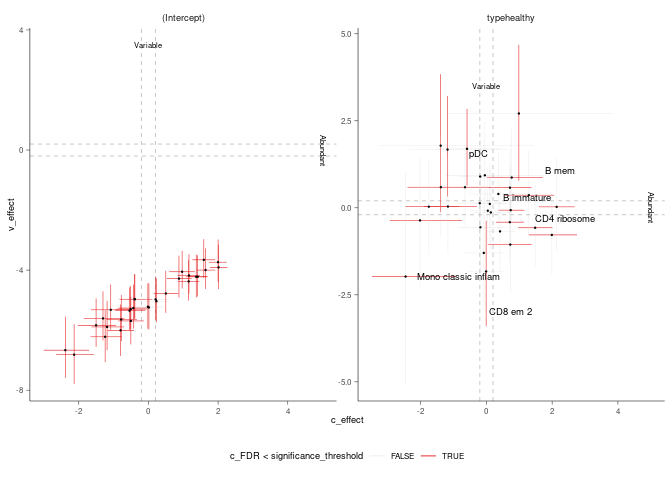 (Intercept)
typehealthy
v_effect
4
0
-4
-8
Variable
Abundant
-2
0
2
4
5.0
2.5
0.0
-2.5
-5.0
Variable
pDC
B mem
B immature
CD4 ribosome
Mono classic inflam
CD8 em 2
Abundant
-2
0
2
4
c_effect
c_FDR < significance_threshold
FALSE
TRUE